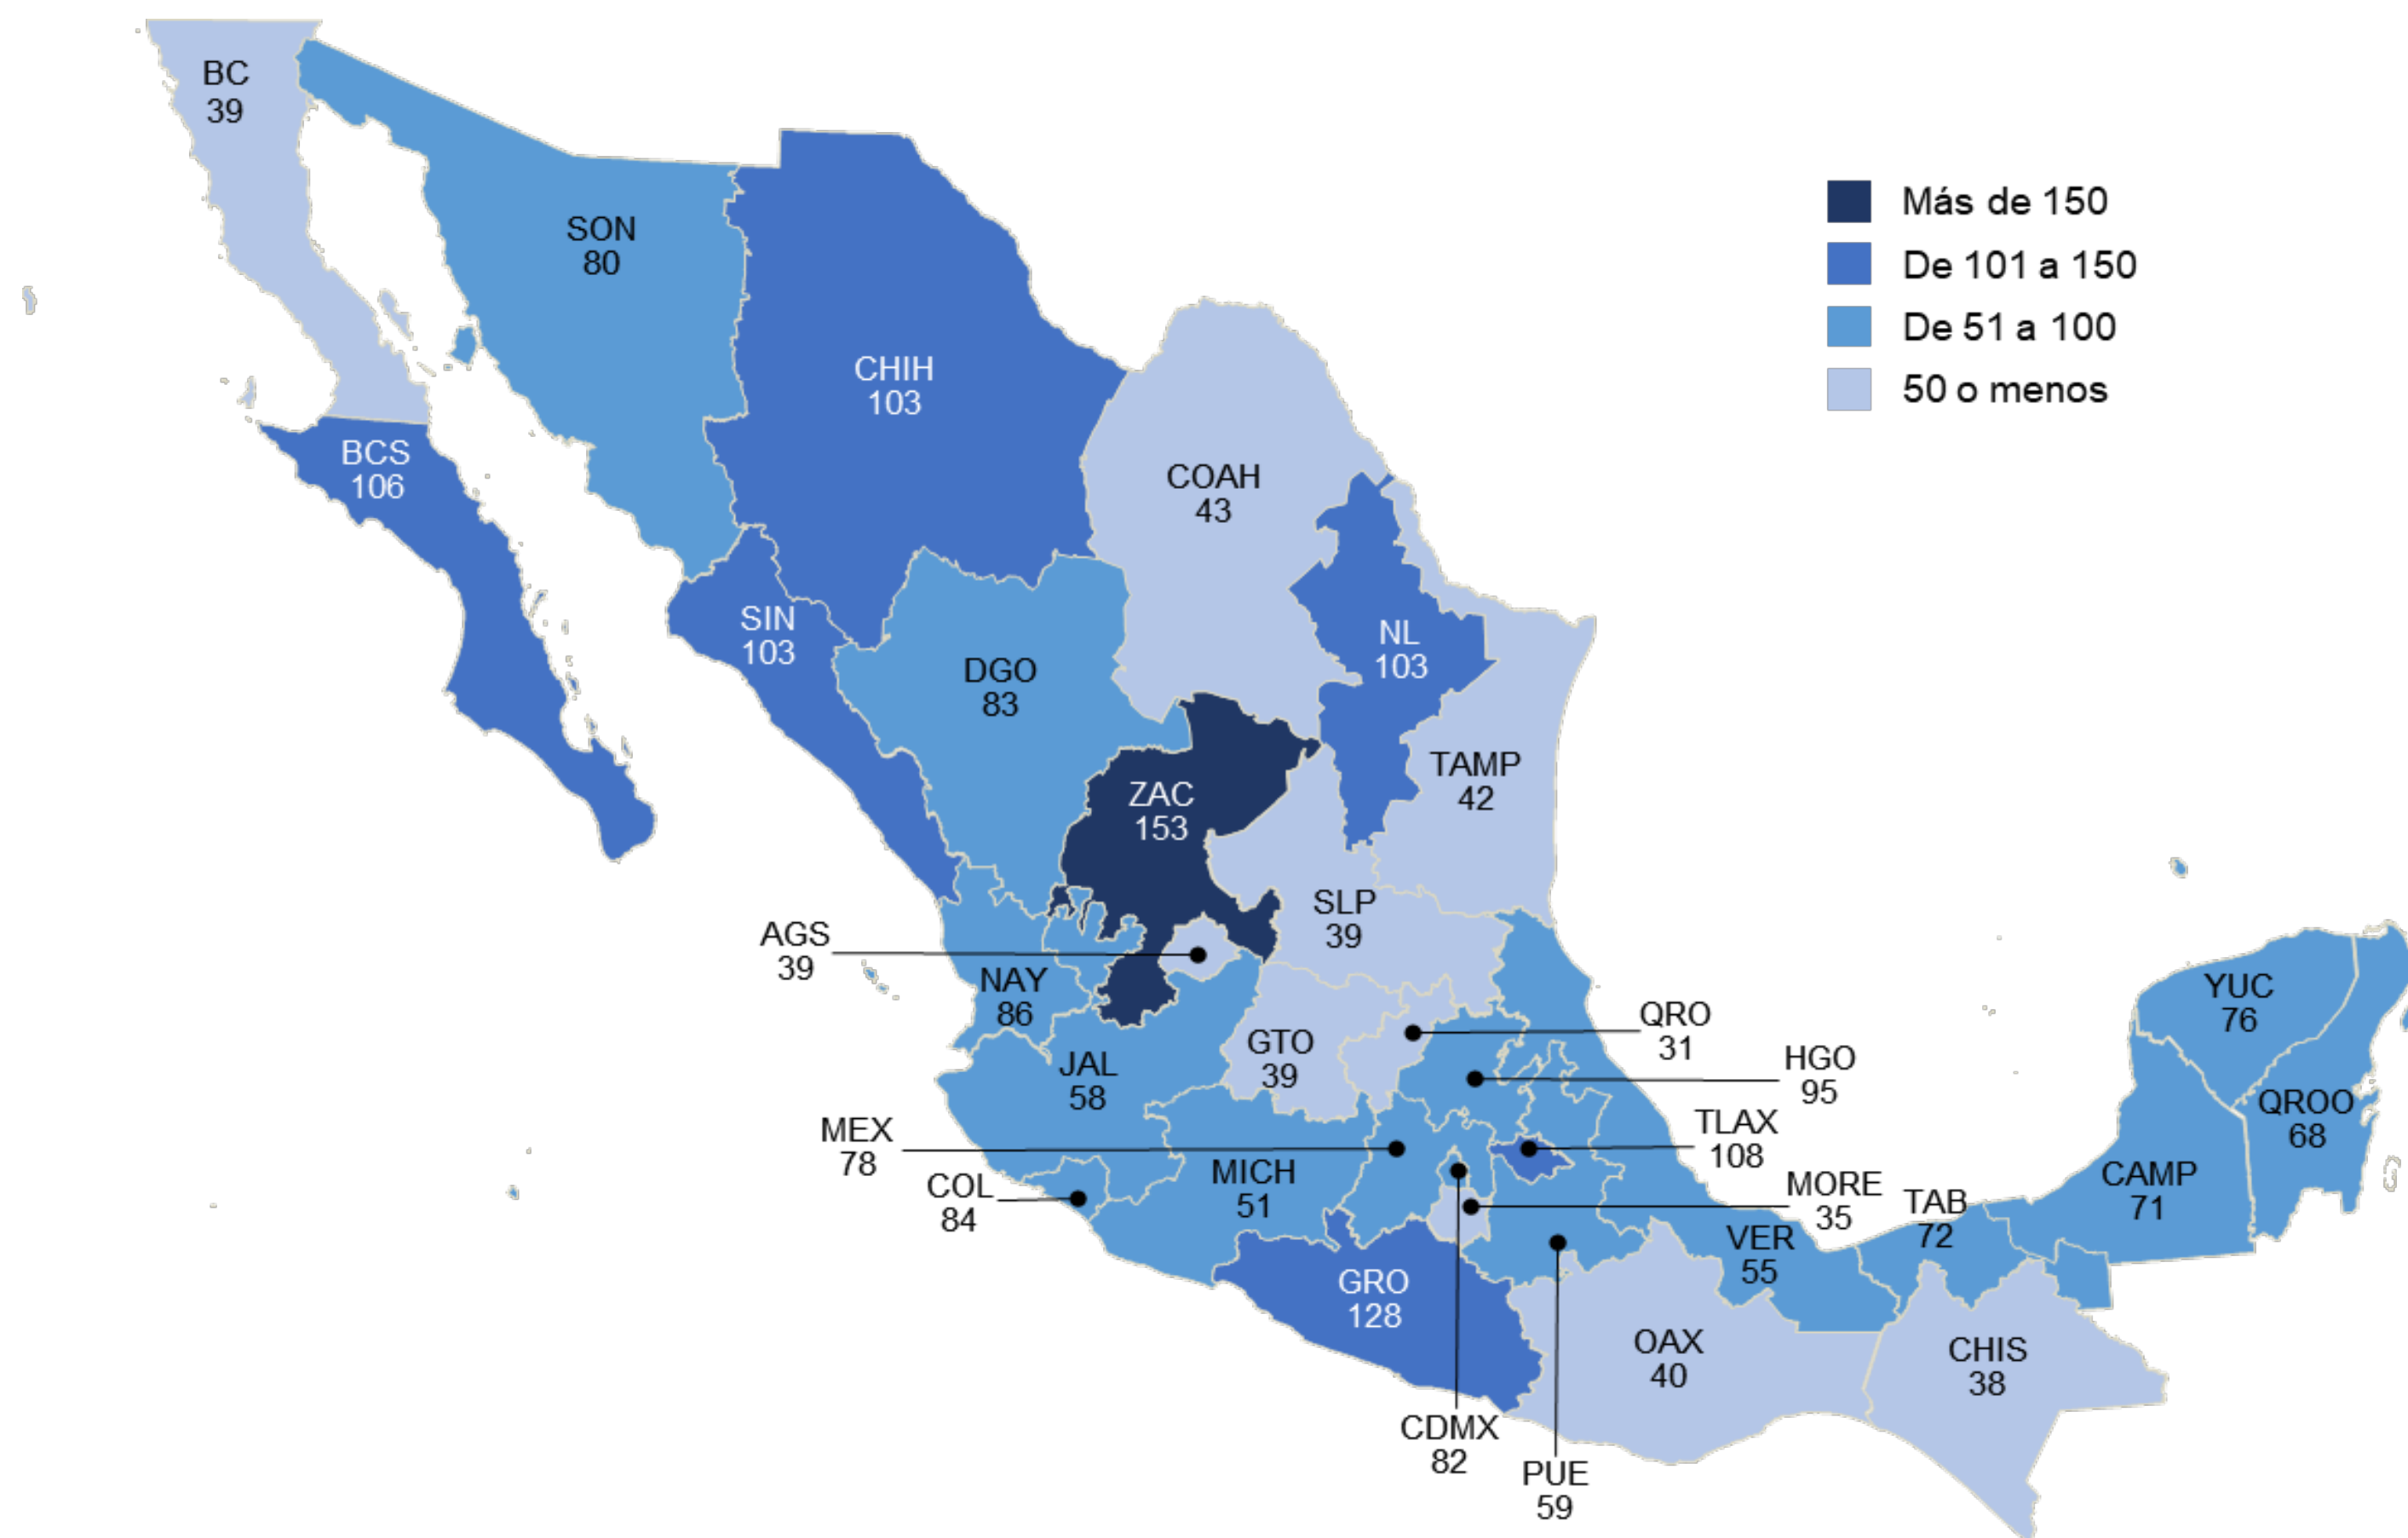 BC
39
SON
80
Más de 150
De 101 a 150
De 51 a 100
50 o menos
CHIH
103
BCS
106
COAH
43
SIN
103
NL
103
DGO
83
TAMP
42
ZAC
153
SLP
39
AGS
39
NAY
86
YUC
76
QRO
31
GTO
39
HGO
95
JAL
58
QROO
68
MEX
78
TLAX
108
MICH
51
CAMP
71
COL
84
MORE
35
TAB
72
VER
55
GRO
128
OAX
40
CHIS
38
CDMX
82
PUE
59